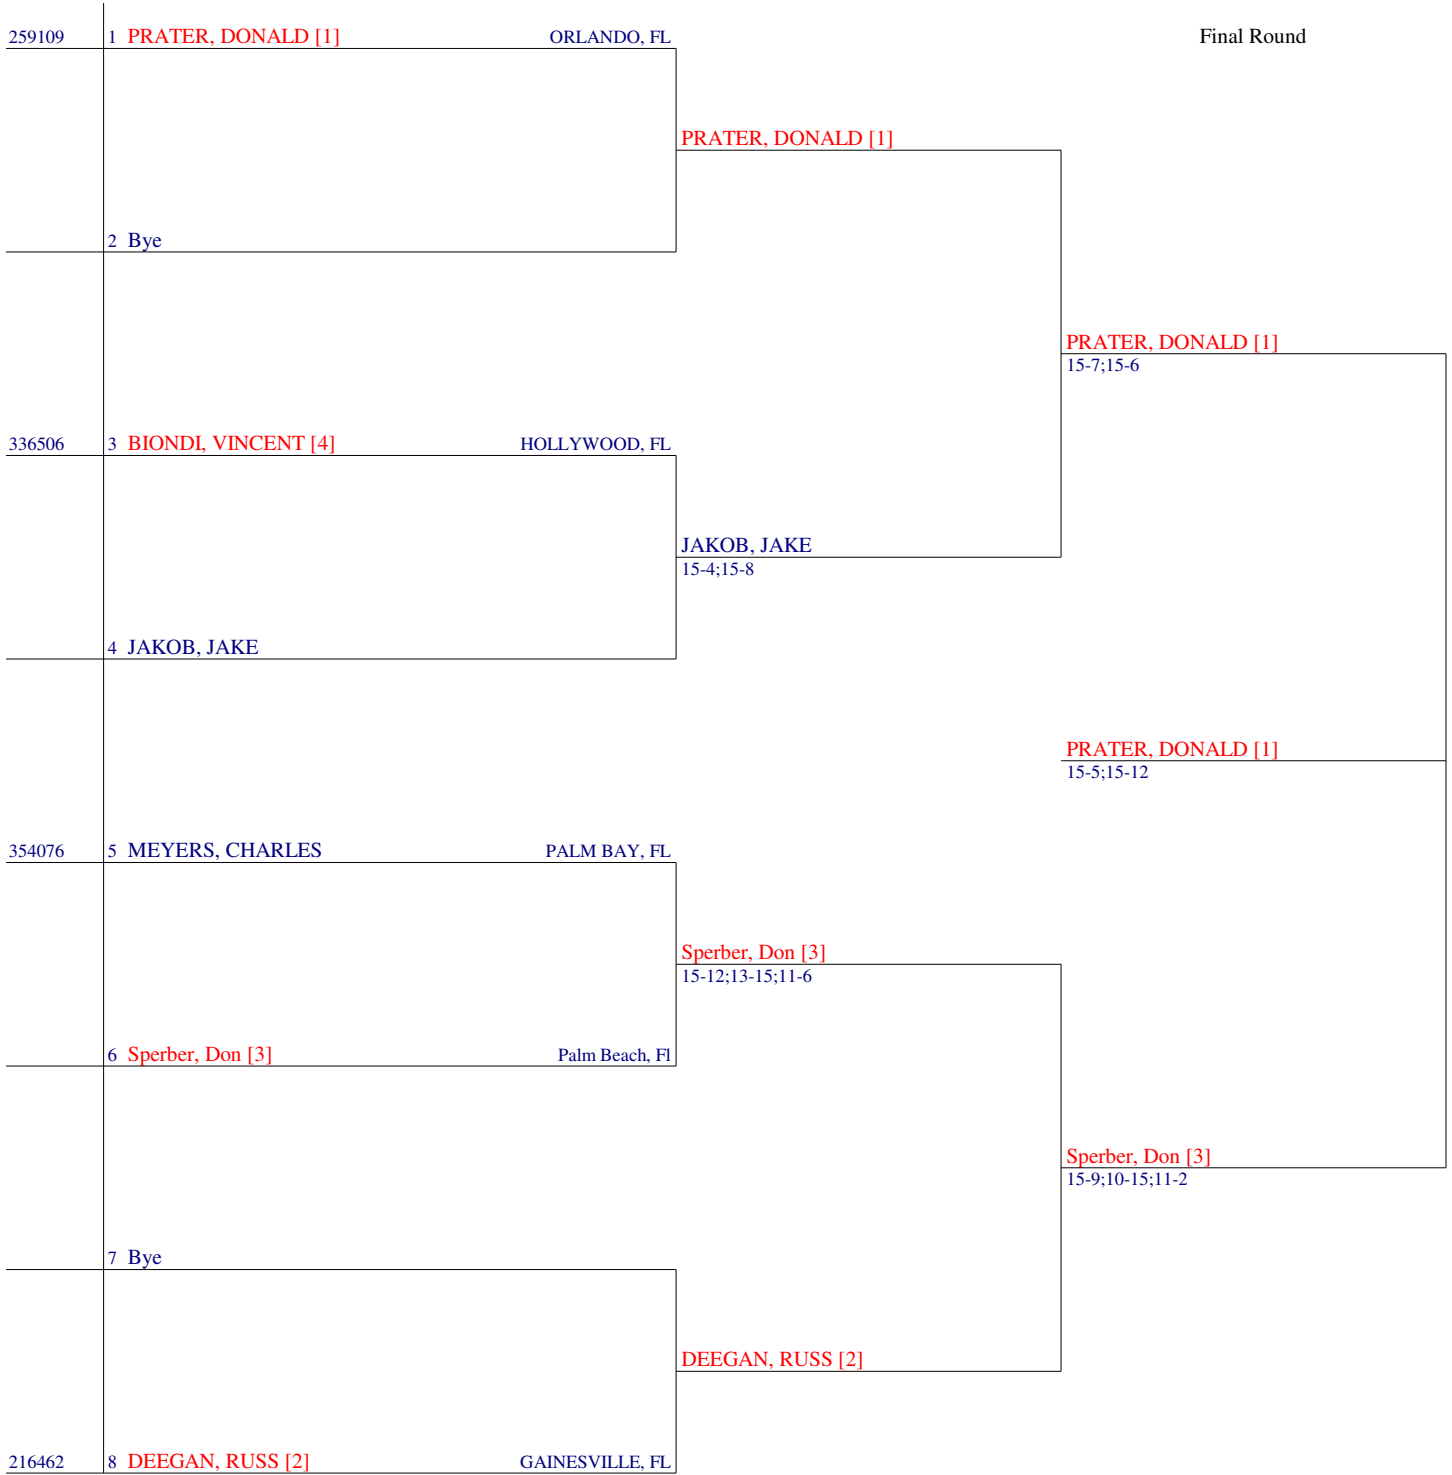 259109 1 PRATER, DONALD [1] ORLANDO, FL Final Round
PRATER, DONALD [1]
2 Bye
PRATER, DONALD [1]
15-7;15-6
336506 3 BIONDI, VINCENT [4] HOLLYWOOD, FL
JAKOB, JAKE
15-4;15-8
4 JAKOB, JAKE
PRATER, DONALD [1]
15-5;15-12
354076 5 MEYERS, CHARLES PALM BAY, FL
Sperber, Don [3]
15-12;13-15;11-6
6 Sperber, Don [3] Palm Beach, Fl
Sperber, Don [3]
15-9;10-15;11-2
7 Bye
DEEGAN, RUSS [2]
216462 8 DEEGAN, RUSS [2] GAINESVILLE, FL